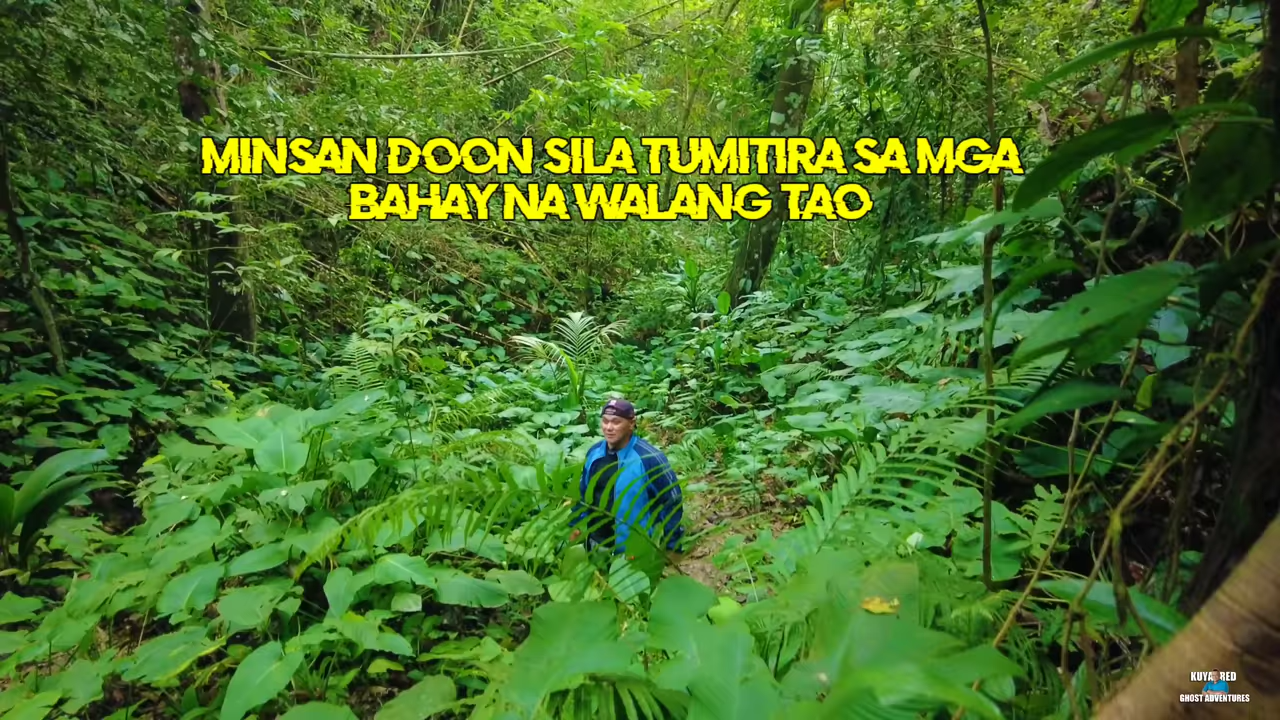 MINSAN DOON SILA TUMITIRA SA MGA
BAHAY NA WALANG TAO
KUYA RED
GHOST ADVENTURES